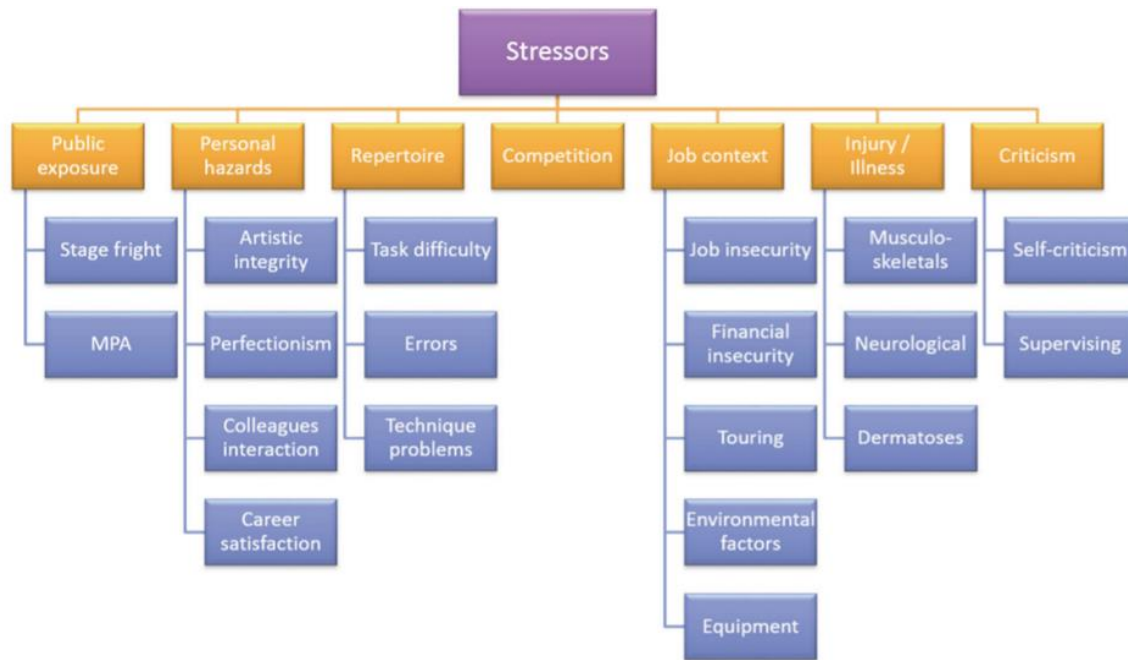 Stressors
Public
exposure
Personal
hazards
Repertoire
Competition
Job context
Injury /
Illness
Criticism
Stage fright
MPA
Artistic
integrity
Perfectionism
Colleagues
interaction
Career
satisfaction
Task difficulty
Errors
Technique
problems
Job insecurity
Financial
insecurity
Touring
Environmental
factors
Equipment
Musculo-
skeletals
Neurological
Dermatoses
Self-criticism
Supervising